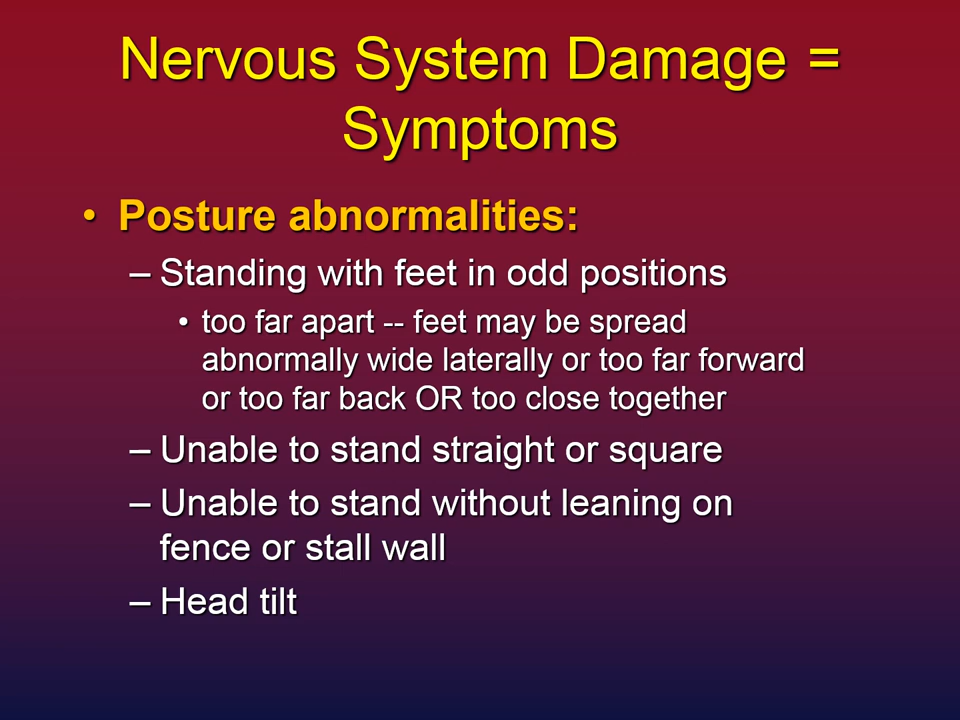 Nervous System Damage =
Symptoms
• Posture abnormalities:
– Standing with feet in odd positions
• too far apart -- feet may be spread
abnormally wide laterally or too far forward
or too far back OR too close together
– Unable to stand straight or square
– Unable to stand without leaning on
fence or stall wall
– Head tilt